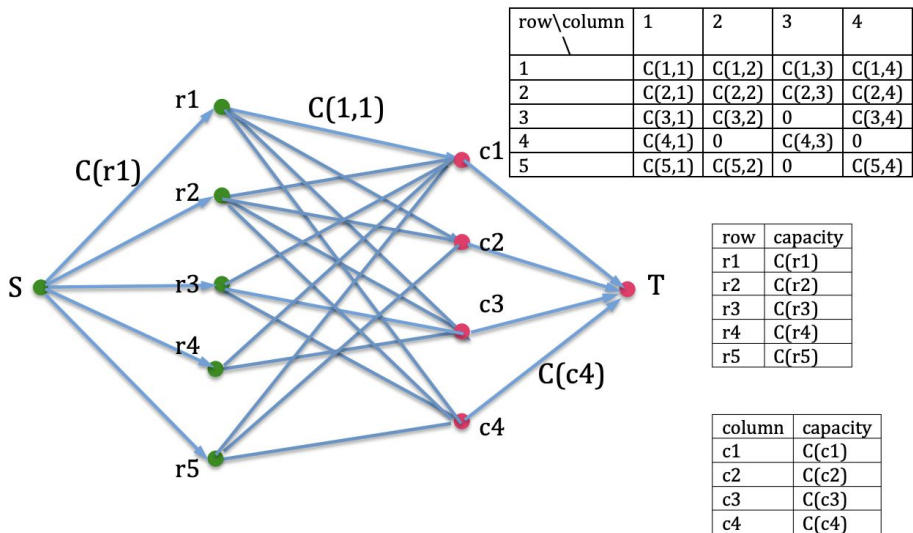 row\column 1 2 3 4
\
1 C(1,1) C(1,2) C(1,3) C(1,4)
2 C(2,1) C(2,2) C(2,3) C(2,4)
3 C(3,1) C(3,2) 0 C(3,4)
4 C(4,1) 0 C(4,3) 0
5 C(5,1) C(5,2) 0 C(5,4)
r1
C(1,1)
c1
C(r1)
r2
c2
S
r3
c3
T
r4
C(c4)
c4
r5
row capacity
r1 C(r1)
r2 C(r2)
r3 C(r3)
r4 C(r4)
r5 C(r5)
column capacity
c1 C(c1)
c2 C(c2)
c3 C(c3)
c4 C(c4)